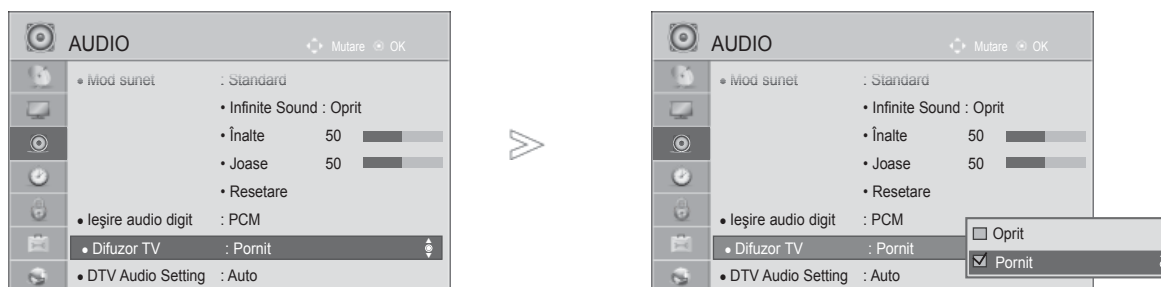 AUDIO
Mutare OK
• Mod sunet : Standard
• Infinite Sound : Oprit
• Înalte 50
• Joase 50
• Resetare
• Ieşire audio digit : PCM
• Difuzor TV : Pornit
• DTV Audio Setting : Auto
>
AUDIO
Mutare OK
• Mod sunet : Standard
• Infinite Sound : Oprit
• Înalte 50
• Joase 50
• Resetare
• Ieşire audio digit : PCM
• Difuzor TV : Pornit
• DTV Audio Setting : Auto
Oprit
Pornit